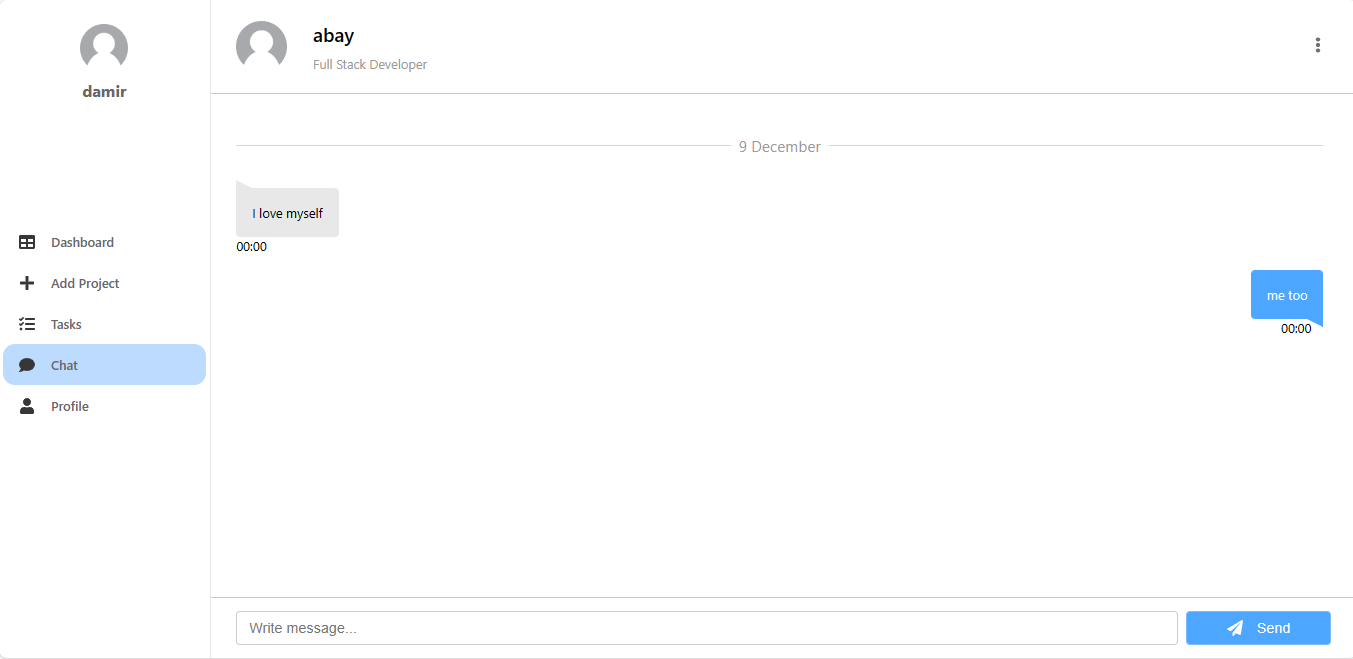 damir
Dashboard
Add Project
Tasks
Chat
Profile
abay
Full Stack Developer
9 December
I love myself
00:00
me too
00:00
Write message...
Send